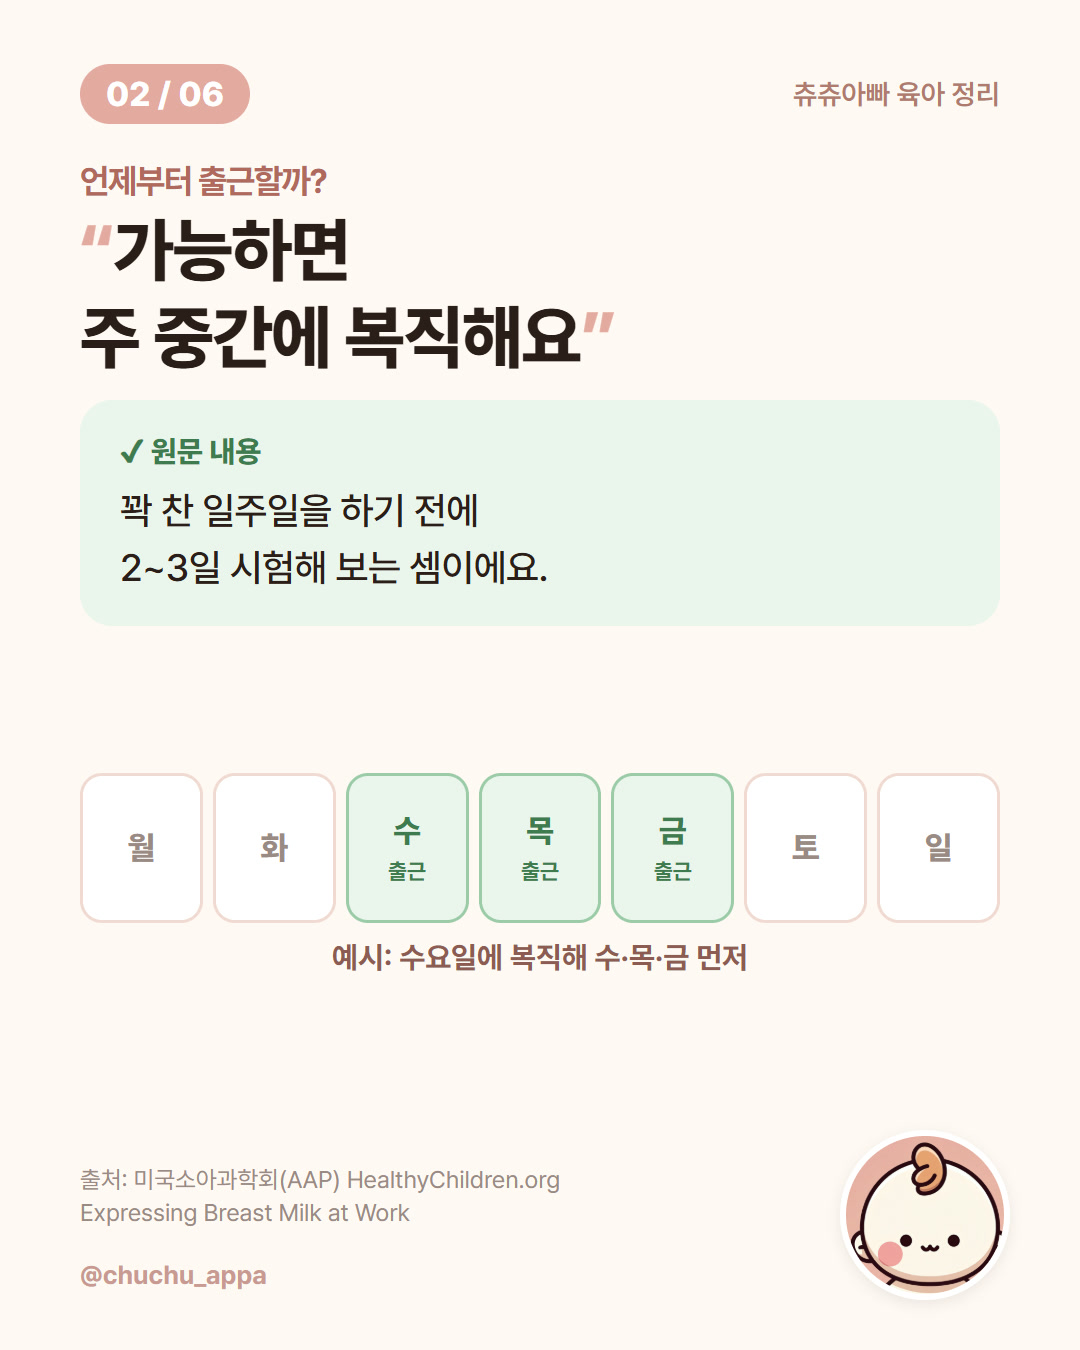 02 / 06
츄츄아빠 육아 정리
언제부터 출근할까?
“가능하면
주 중간에 복직해요”
✓ 원문 내용
꽉 찬 일주일을 하기 전에
2~3일 시험해 보는 셈이에요.
월 화 수 목 금 토 일
출근 출근 출근
예시: 수요일에 복직해 수·목·금 먼저
출처: 미국소아과학회(AAP) HealthyChildren.org
Expressing Breast Milk at Work
@chuchu_appa